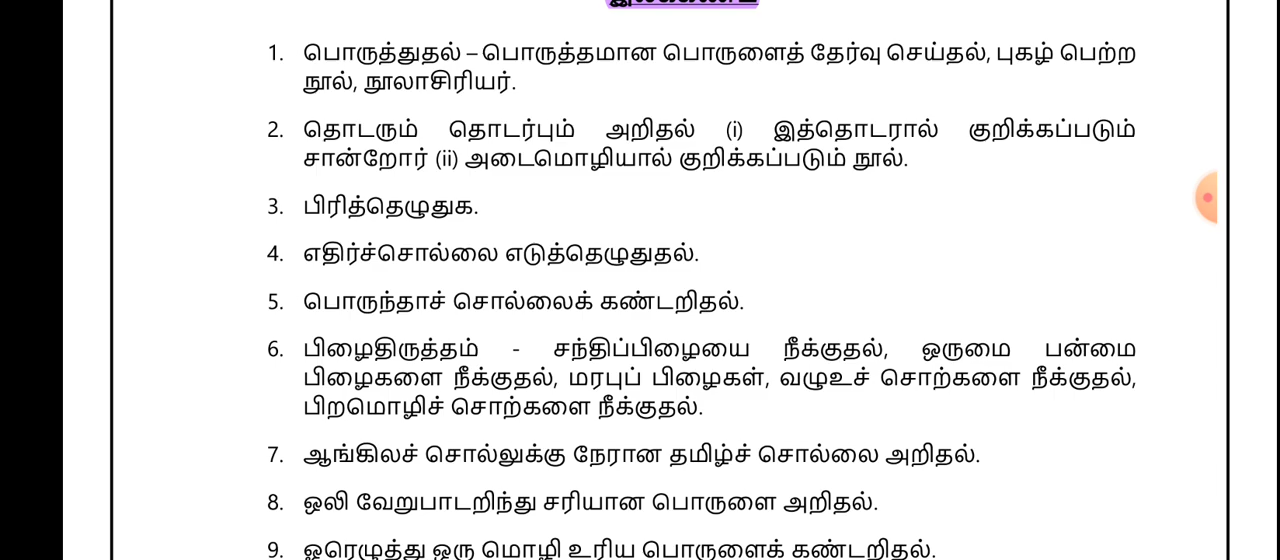 இலக்கணம்
1. பொருத்துதல் – பொருத்தமான பொருளைத் தேர்வு செய்தல், புகழ் பெற்ற
நூல், நூலாசிரியர்.
2. தொடரும் தொடர்பும் அறிதல் (i) இத்தொடரால் குறிக்கப்படும்
சான்றோர் (ii) அடைமொழியால் குறிக்கப்படும் நூல்.
3. பிரித்தெழுதுக.
4. எதிர்ச்சொல்லை எடுத்தெழுதுதல்.
5. பொருந்தாச் சொல்லைக் கண்டறிதல்.
6. பிழைதிருத்தம் - சந்திப்பிழையை நீக்குதல், ஒருமை பன்மை
பிழைகளை நீக்குதல், மரபுப் பிழைகள், வழுஉச் சொற்களை நீக்குதல்,
பிறமொழிச் சொற்களை நீக்குதல்.
7. ஆங்கிலச் சொல்லுக்கு நேரான தமிழ்ச் சொல்லை அறிதல்.
8. ஒலி வேறுபாடறிந்து சரியான பொருளை அறிதல்.
9. ஓரெழுத்து ஒரு மொழி உரிய பொருளைக் கண்டறிதல்.